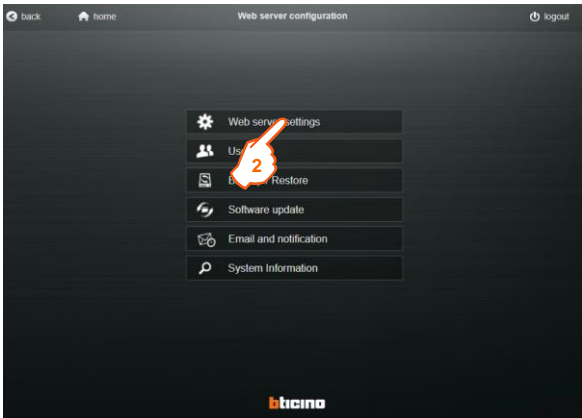 back home Web server configuration logout
Web server settings
2
Restore
Software update
Email and notification
System Information
bticino